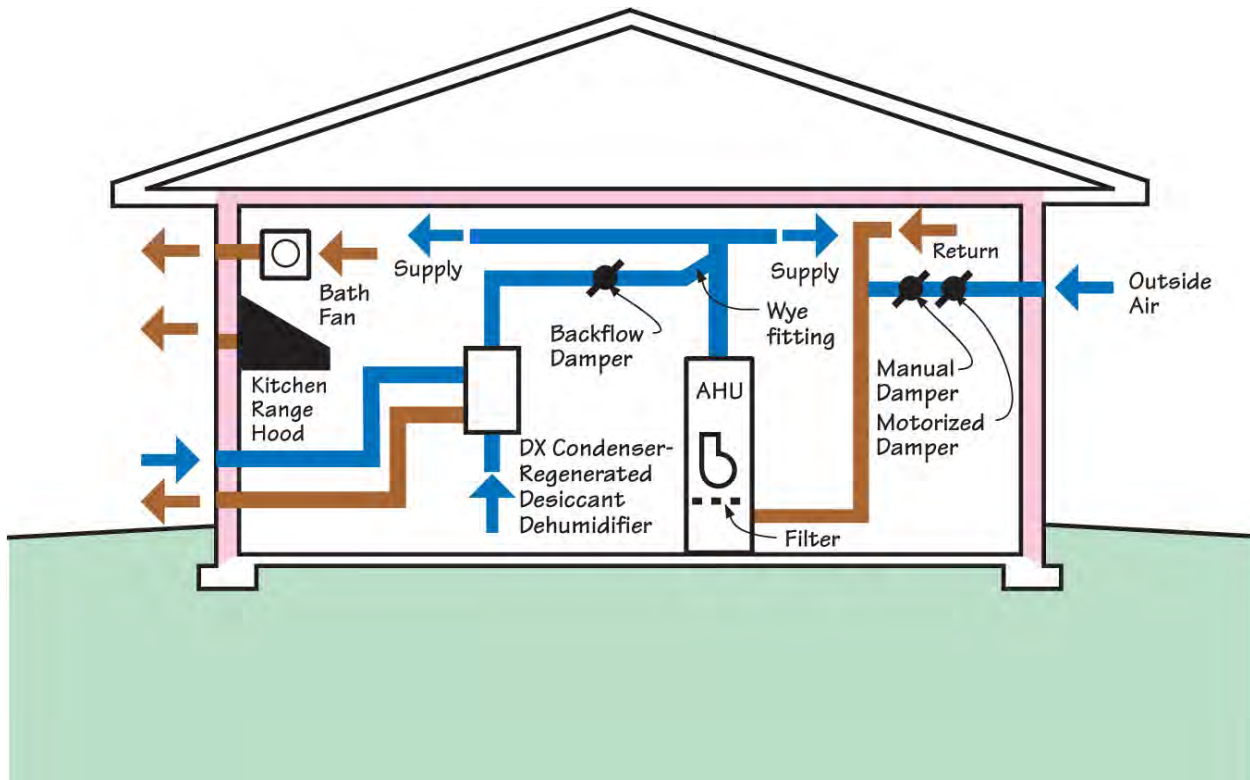 Supply
Bath
Fan
Kitchen
Range
Hood
Backflow
Damper
DX Condenser-
Regenerated
Desiccant
Dehumidifier
Supply
Wye
fitting
AHU
Filter
Return
Manual
Damper
Motorized
Damper
Outside
Air